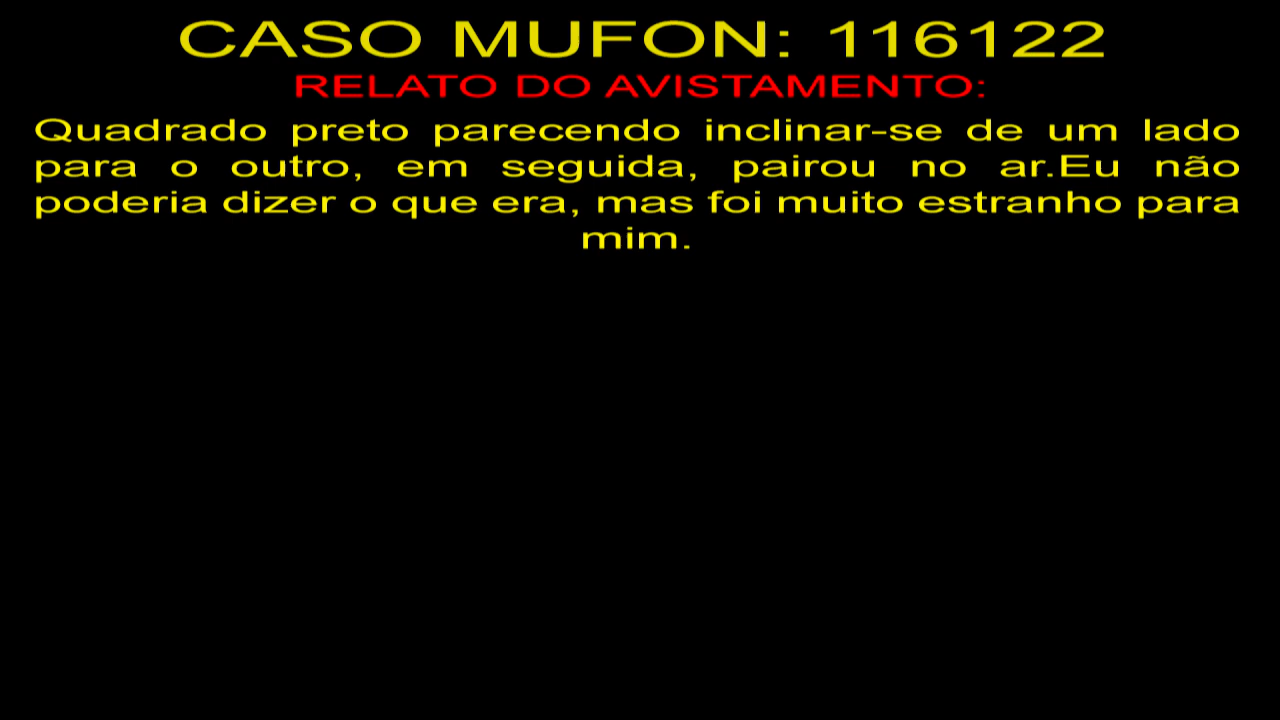 CASO MUFON: 116122
RELATO DO AVISTAMENTO:
Quadrado preto parecendo inclinar-se de um lado
para o outro, em seguida, pairou no ar.Eu não
poderia dizer o que era, mas foi muito estranho para
mim.